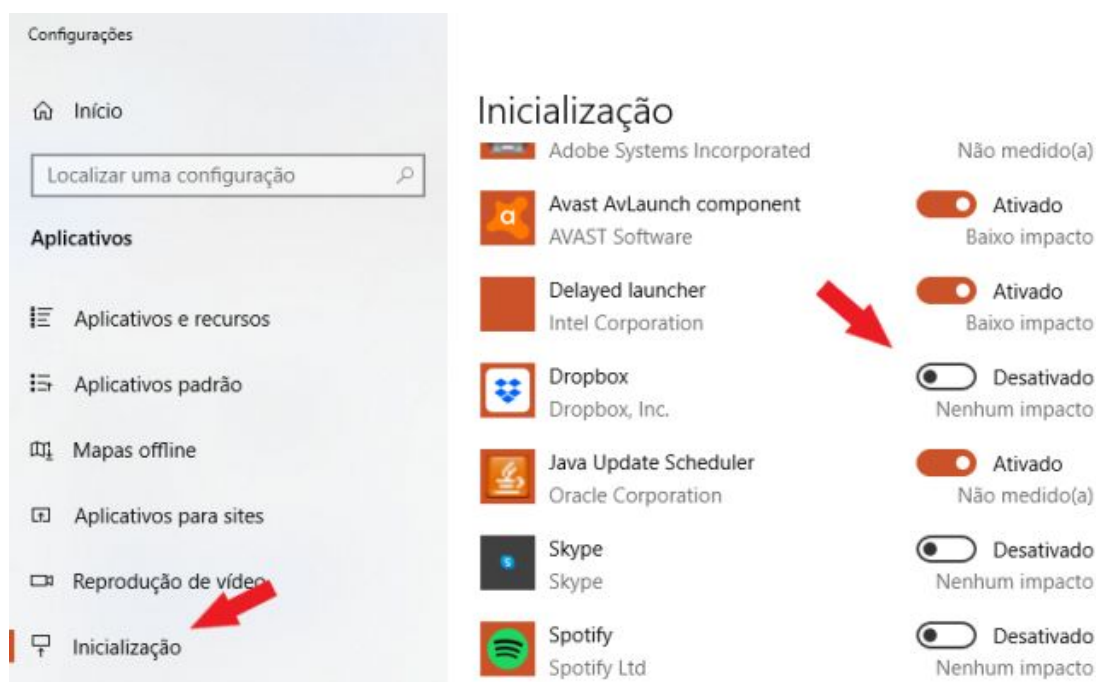 Configurações
Início
Localizar uma configuração
Aplicativos
Aplicativos e recursos
Aplicativos padrão
Mapas offline
Aplicativos para sites
Reprodução de vídeo
Inicialização
Inicialização
Adobe Systems Incorporated
Não medido(a)
Avast AvLaunch component
Ativado
AVAST Software
Baixo impacto
Delayed launcher
Ativado
Intel Corporation
Baixo impacto
Dropbox
Desativado
Dropbox, Inc.
Nenhum impacto
Java Update Scheduler
Ativado
Oracle Corporation
Não medido(a)
Skype
Desativado
Skype
Nenhum impacto
Spotify
Desativado
Spotify Ltd
Nenhum impacto